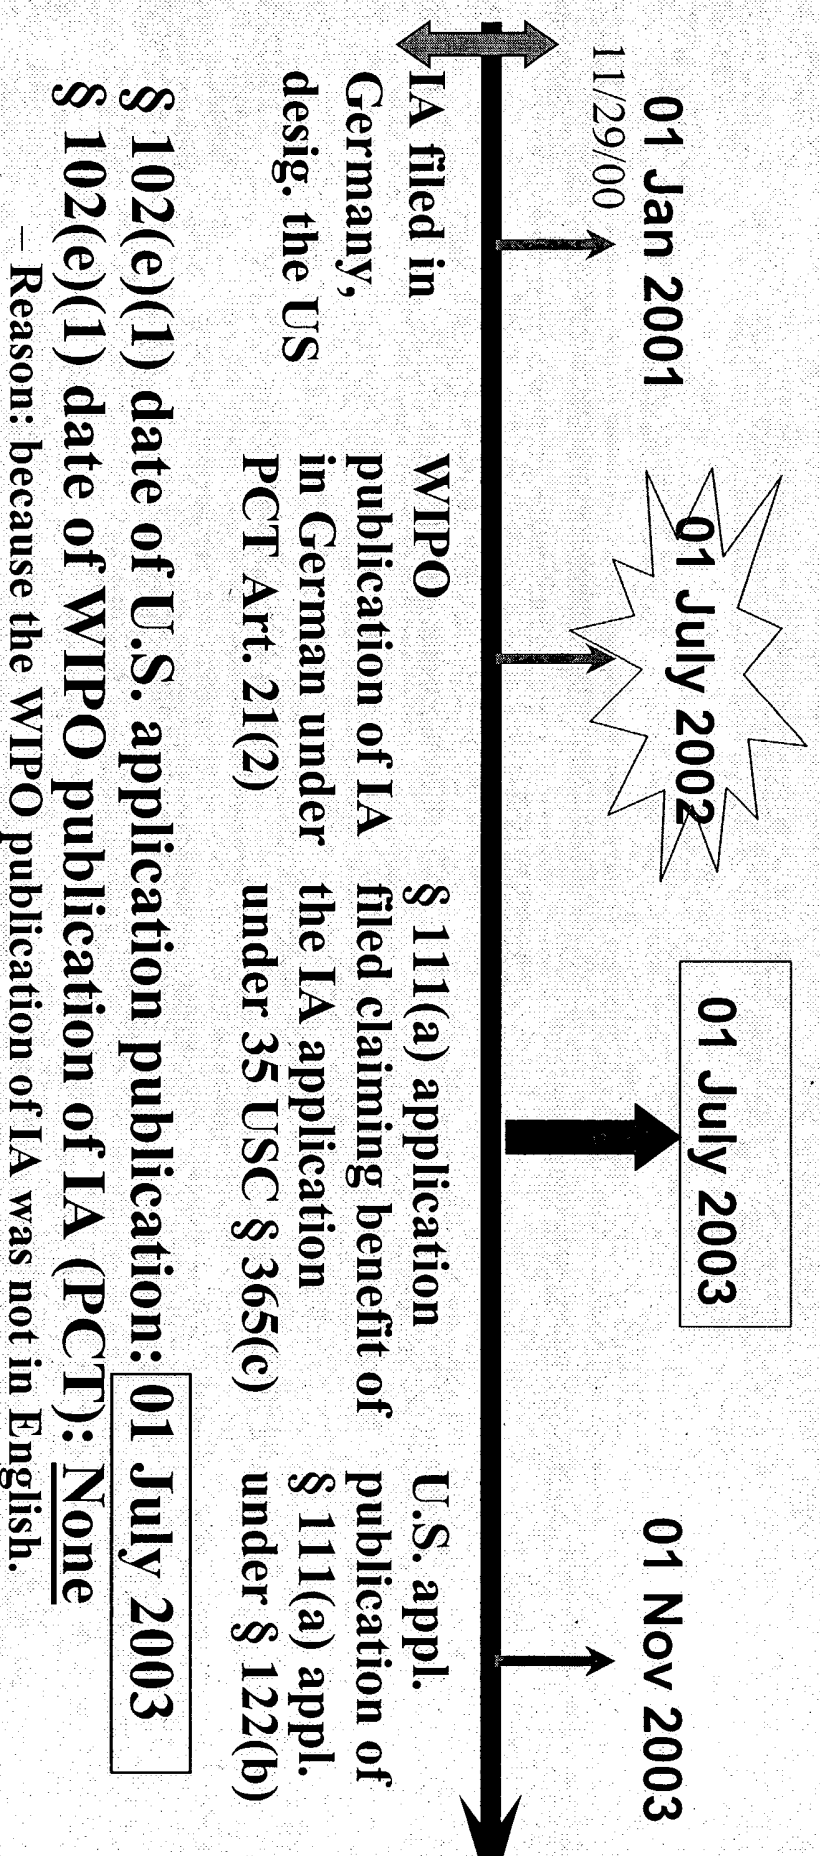 01 Jan 2001
01 July 2002
01 July 2003
01 Nov 2003
11/29/00
IA filed in
Germany,
desig. the US
WIPO
publication of IA
in German under
PCT Art. 21(2)
§ 111(a) application
filed claiming benefit of
the IA application
under 35 USC § 365(c)
U.S. appl.
publication of
§ 111(a) appl.
under § 122(b)
§ 102(e)(1) date of U.S. application publication: 01 July 2003
§ 102(e)(1) date of WIPO publication of IA (PCT): None
– Reason: because the WIPO publication of IA was not in English.